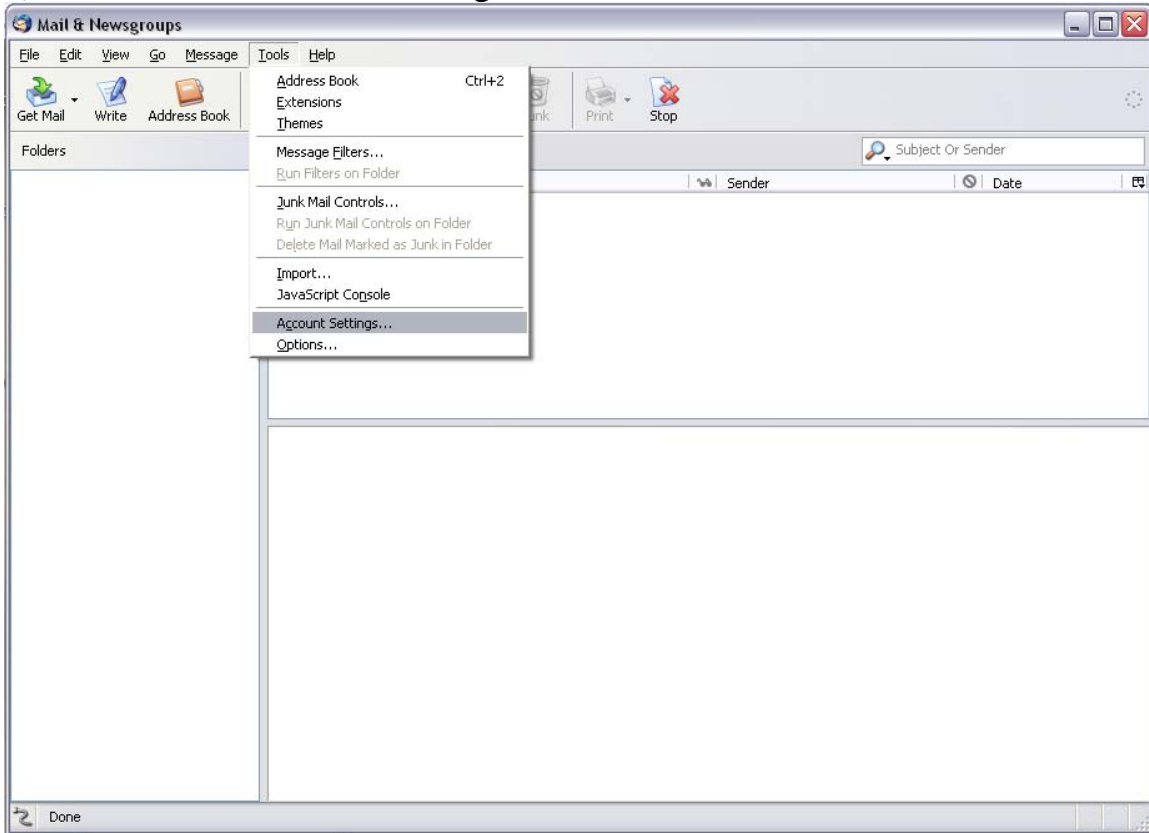 Mail & Newsgroups
File Edit View Go Message Tools Help
Get Mail Write Address Book Print Stop
Address Book Ctrl+2
Extensions
Themes
Message Filters...
Run Filters on Folder
Junk Mail Controls...
Run Junk Mail Controls on Folder
Delete Mail Marked as Junk in Folder
Import...
JavaScript Console
Account Settings...
Options...
Folders
Subject Or Sender
Sender Date
Done